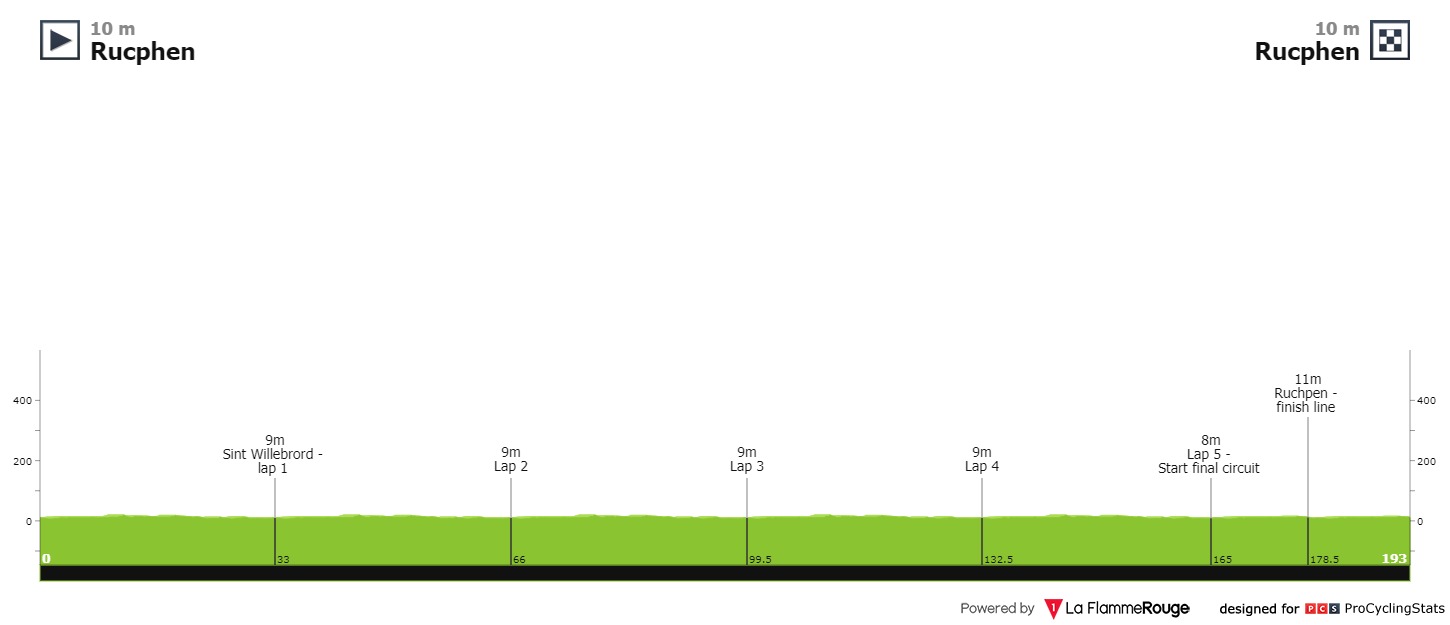 10 m
Rucphen
10 m
Rucphen
400
200
0
400
200
0
9m
Sint Willebrord -
lap 1
9m
Lap 2
9m
Lap 3
9m
Lap 4
8m
Lap 5 -
Start final circuit
11m
Ruchpen -
finish line
0
33
66
99.5
132.5
165
178.5
193
Powered by 1 La FlammeRouge designed for PCS ProCyclingStats